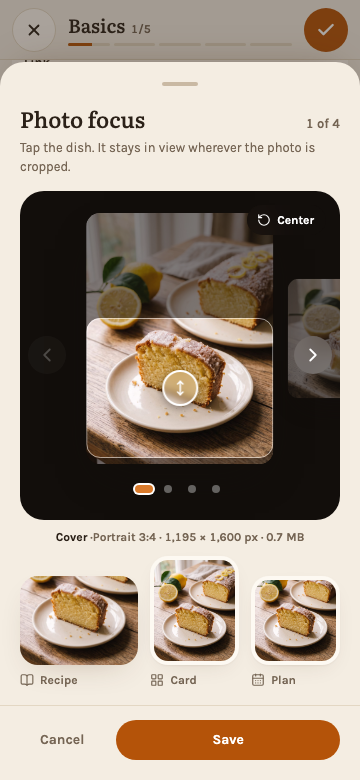 Basics 1/5
Photo focus
1 of 4
Tap the dish. It stays in view wherever the photo is
cropped.
Center
Cover · Portrait 3:4 · 1,195 × 1,600 px · 0.7 MB
Recipe
Card
Plan
Cancel
Save